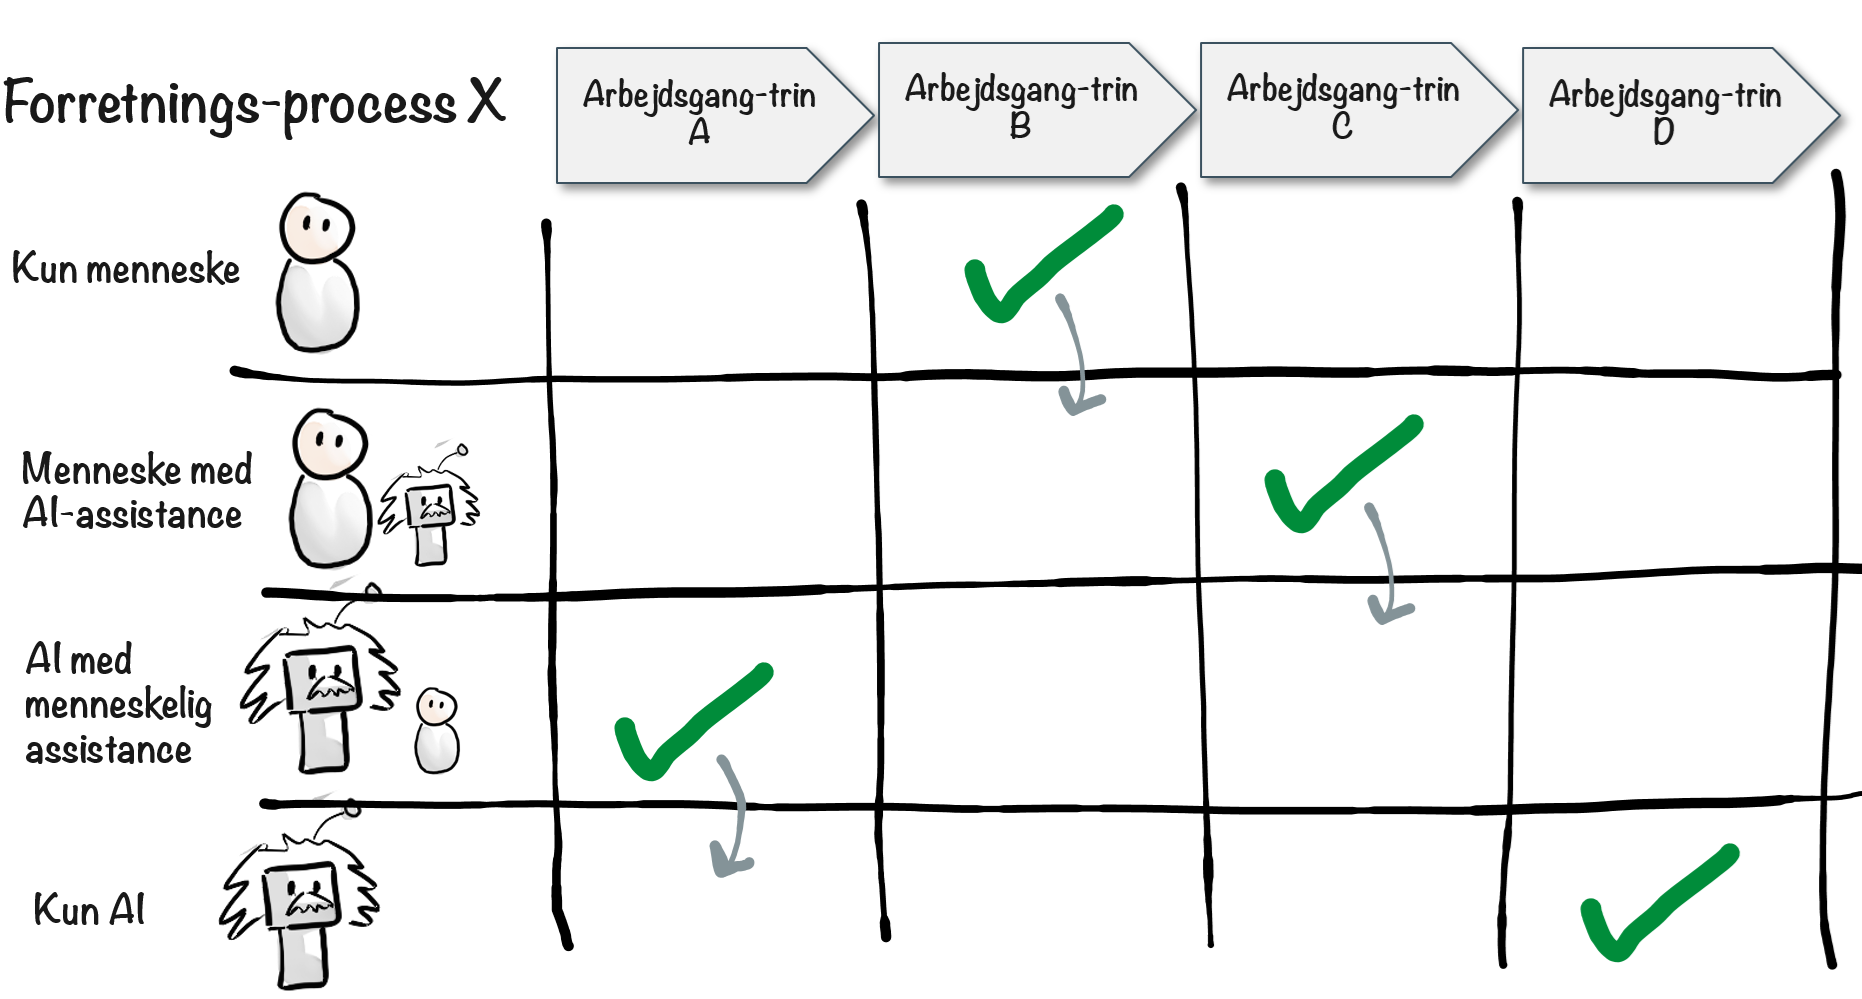 Forretnings-process X
Arbejdsgang-trin
A
Arbejdsgang-trin
B
Arbejdsgang-trin
C
Arbejdsgang-trin
D
Kun menneske
Menneske med
AI-assistance
AI med
menneskelig
assistance
Kun AI